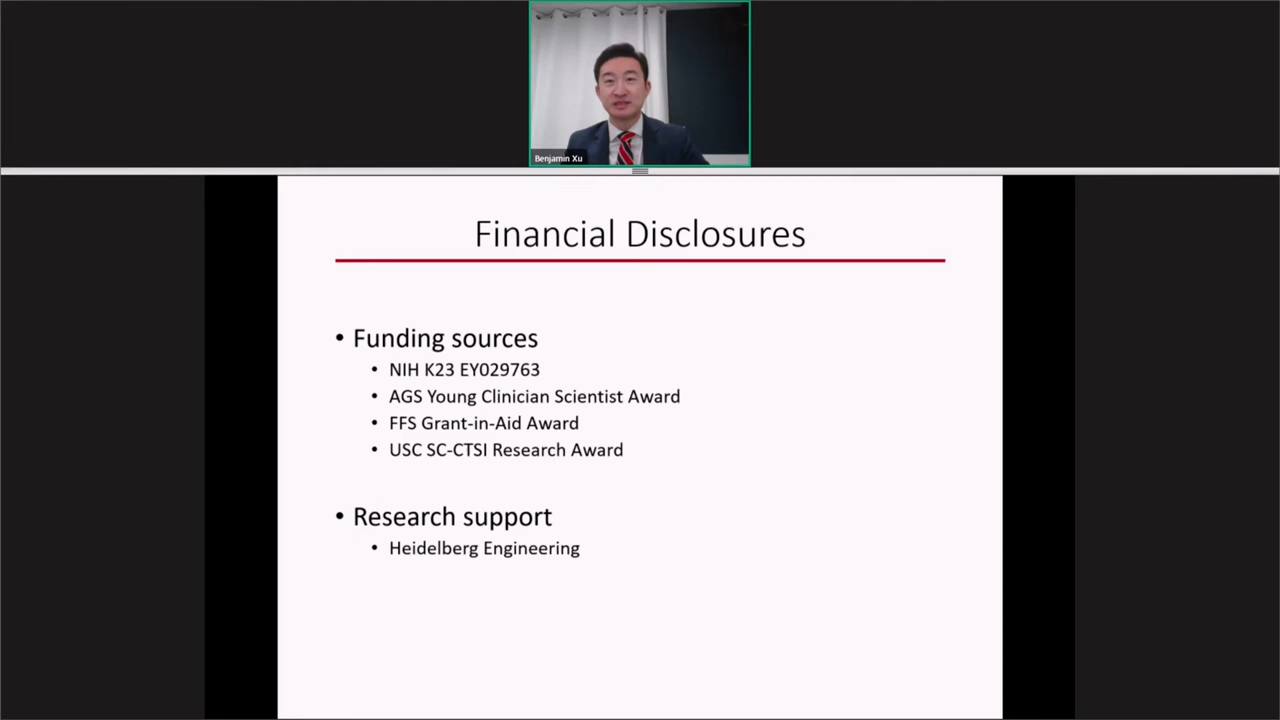 Benjamin Xu
Financial Disclosures
• Funding sources
• NIH K23 EY029763
• AGS Young Clinician Scientist Award
• FFS Grant-in-Aid Award
• USC SC-CTSI Research Award
• Research support
• Heidelberg Engineering